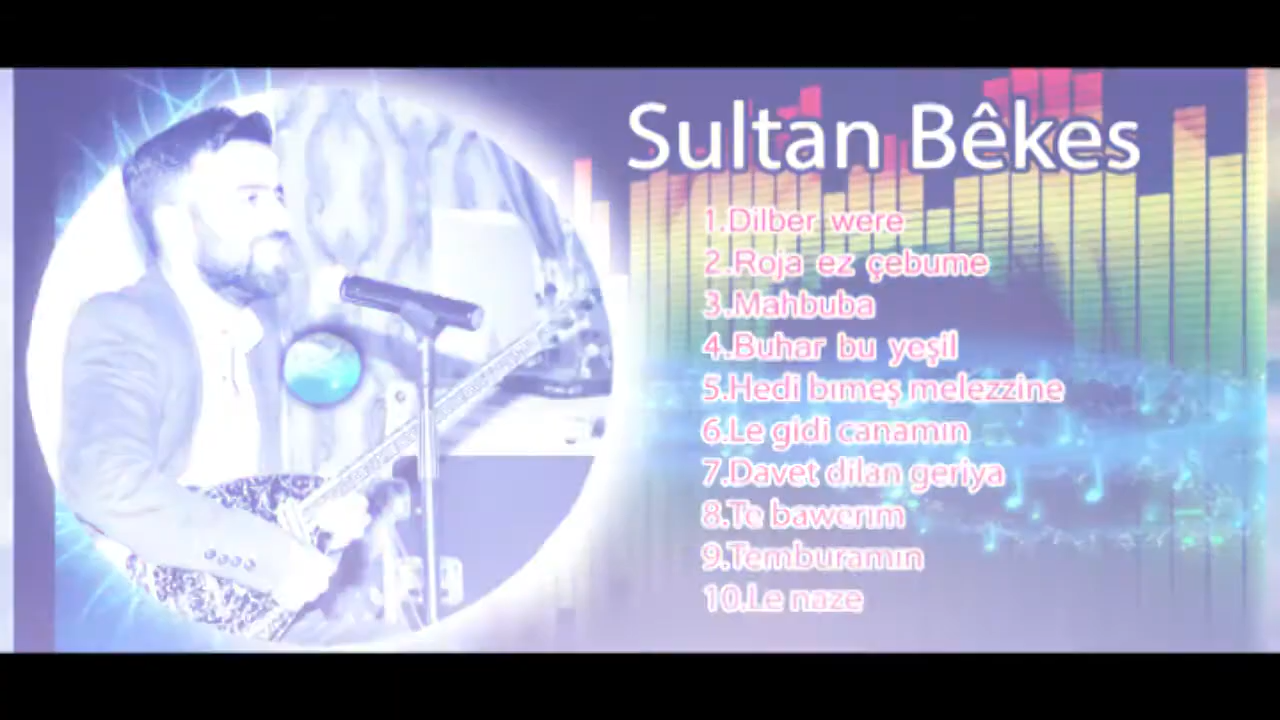 Sultan Bêkes
1.Dilber were
2.Roja ez çebume
3.Mahbuba
4.Buhar bu yeşil
5.Hedi bımeş melezzine
6.Le gidi canamın
7.Davet dilan geriya
8.Te bawerım
9.Temburamın
10.Le naze